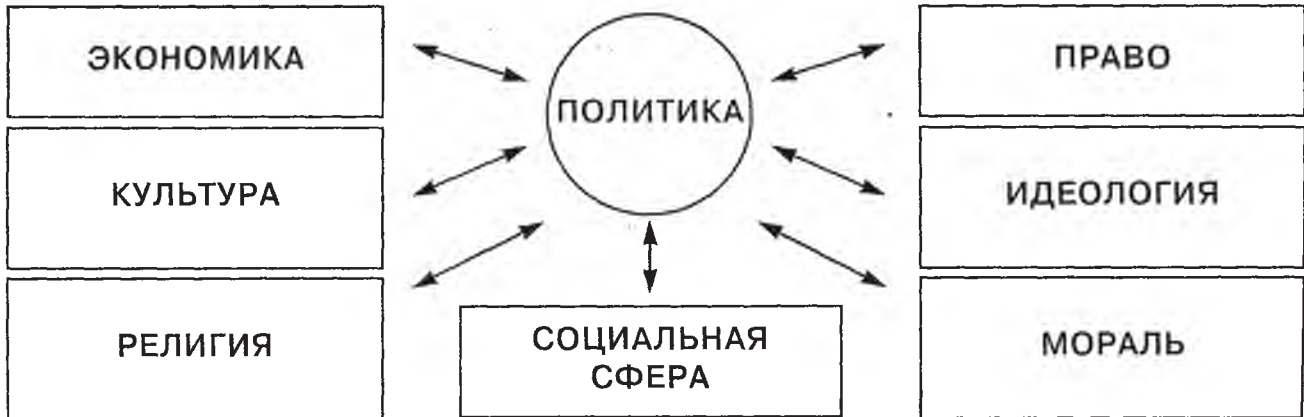 ЭКОНОМИКА
ПОЛИТИКА
ПРАВО
КУЛЬТУРА
ИДЕОЛОГИЯ
РЕЛИГИЯ
СОЦИАЛЬНАЯ
СФЕРА
МОРАЛЬ